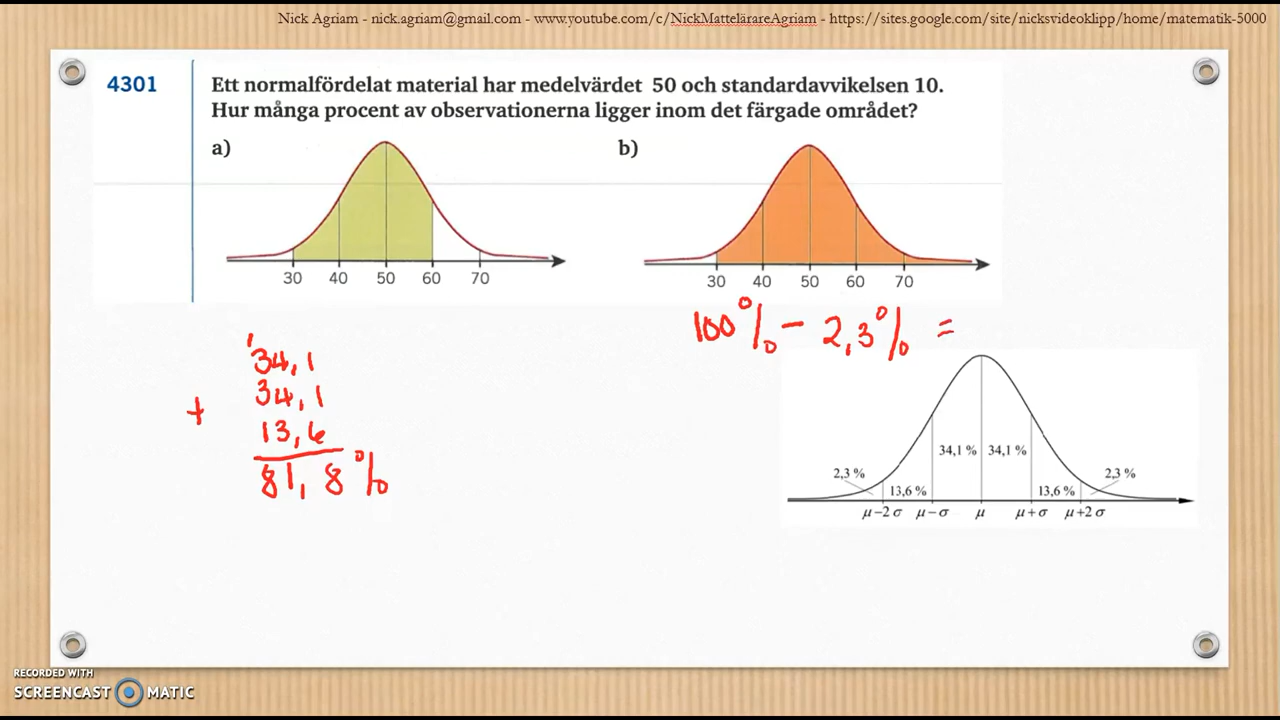 Nick Agriam - nick.agriam@gmail.com - www.youtube.com/c/NickMattelärareAgriam - https://sites.google.com/site/nicksvideoklipp/home/matematik-5000
4301 Ett normalfördelat material har medelvärdet 50 och standardavvikelsen 10.
Hur många procent av observationerna ligger inom det färgade området?
a) b)
30 40 50 60 70
30 40 50 60 70
100% - 2,3% =
1
34,1
34,1
+ 13,6
81,8%
34,1 % 34,1 %
2,3 % 2,3 %
13,6 % 13,6 %
μ−2 σ μ−σ μ μ+σ μ+2 σ
RECORDED WITH
SCREENCAST MATIC